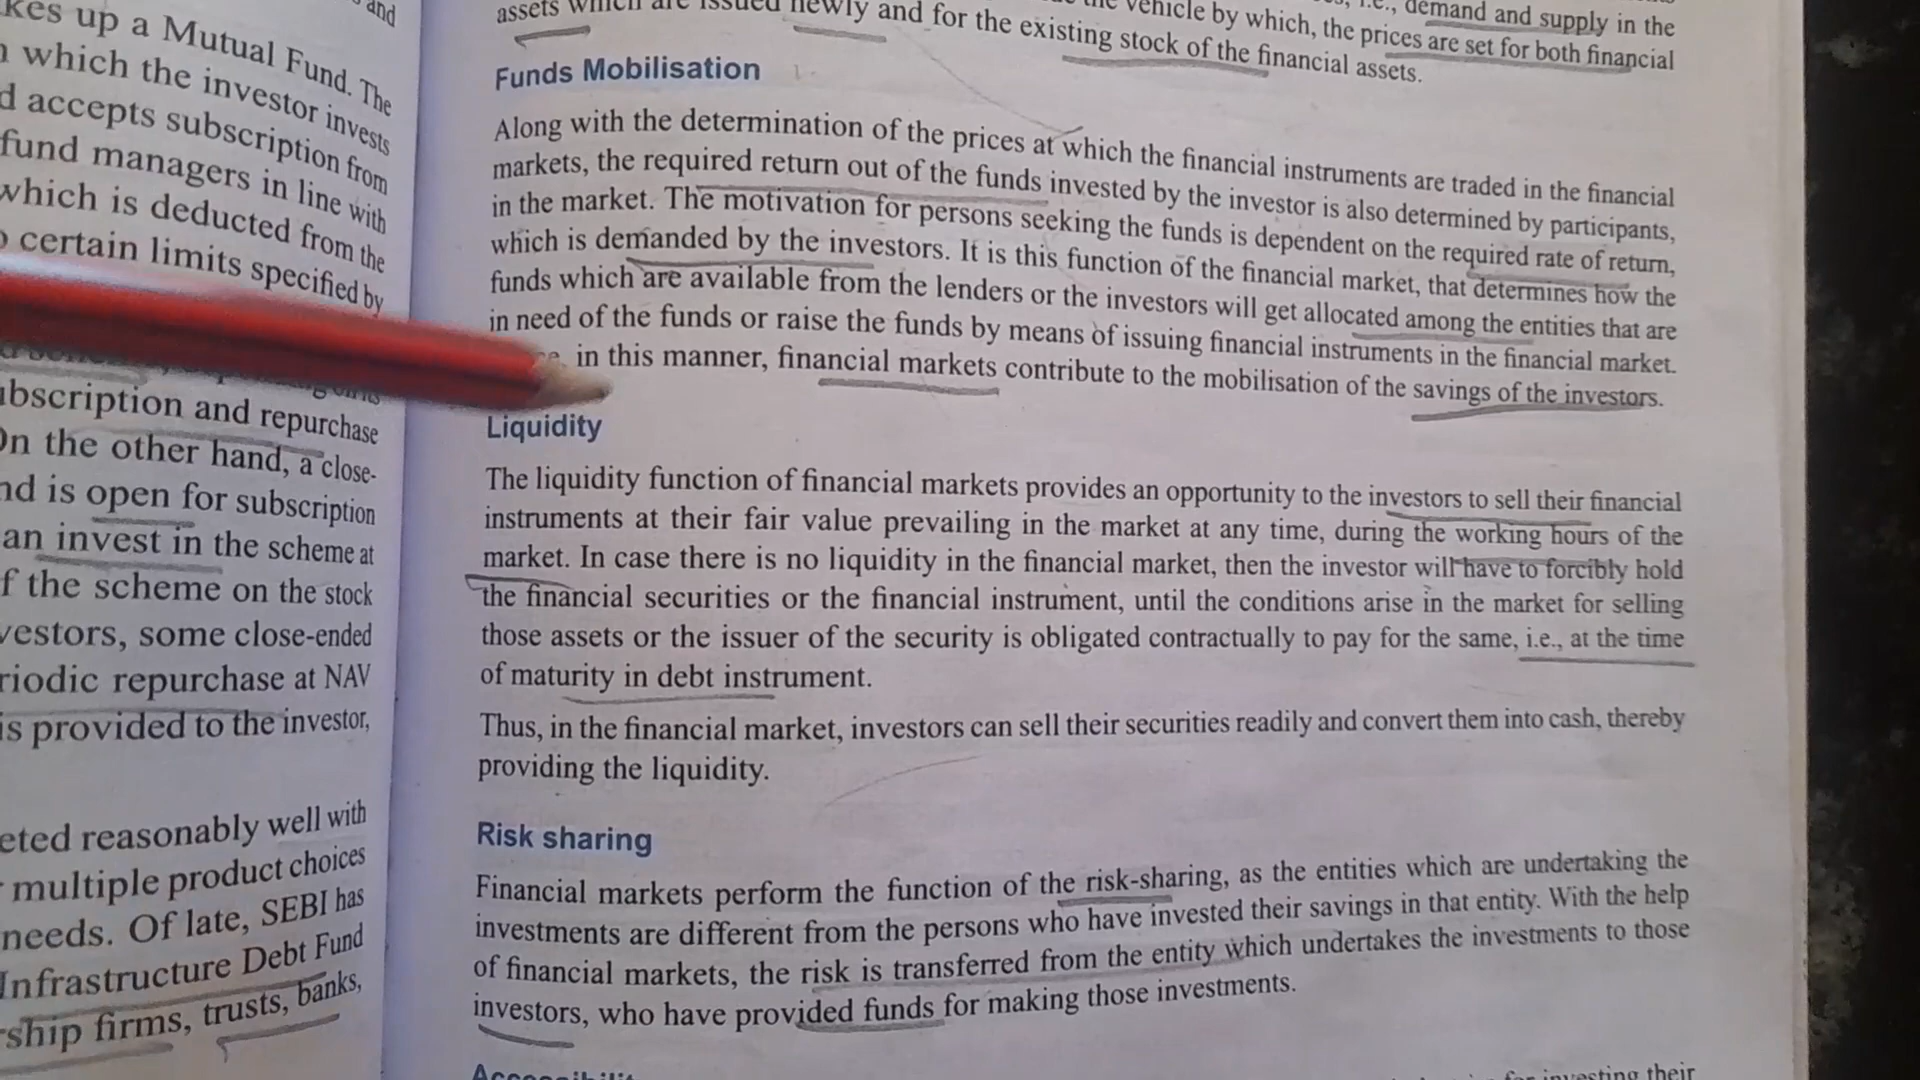 and
kes up a Mutual Fund. The
which the investor invests
d accepts subscription from
fund managers in line with
which is deducted from the
certain limits specified by
bscription and repurchase
On the other hand, a close-
nd is open for subscription
an invest in the scheme at
f the scheme on the stock
vestors, some close-ended
riodic repurchase at NAV
is provided to the investor,
eted reasonably well with
multiple product choices
needs. Of late, SEBI has
Infrastructure Debt Fund
ship firms, trusts, banks,
i.e., demand and supply in the
vehicle by which, the prices are set for both financial
assets which are issued newly and for the existing stock of the financial assets.
Funds Mobilisation
Along with the determination of the prices at which the financial instruments are traded in the financial
markets, the required return out of the funds invested by the investor is also determined by participants,
in the market. The motivation for persons seeking the funds is dependent on the required rate of return,
which is demanded by the investors. It is this function of the financial market, that determines how the
funds which are available from the lenders or the investors will get allocated among the entities that are
in need of the funds or raise the funds by means of issuing financial instruments in the financial market.
in this manner, financial markets contribute to the mobilisation of the savings of the investors.
Liquidity
The liquidity function of financial markets provides an opportunity to the investors to sell their financial
instruments at their fair value prevailing in the market at any time, during the working hours of the
market. In case there is no liquidity in the financial market, then the investor will have to forcibly hold
the financial securities or the financial instrument, until the conditions arise in the market for selling
those assets or the issuer of the security is obligated contractually to pay for the same, i.e., at the time
of maturity in debt instrument.
Thus, in the financial market, investors can sell their securities readily and convert them into cash, thereby
providing the liquidity.
Risk sharing
Financial markets perform the function of the risk-sharing, as the entities which are undertaking the
investments are different from the persons who have invested their savings in that entity. With the help
of financial markets, the risk is transferred from the entity which undertakes the investments to those
investors, who have provided funds for making those investments.
investing their